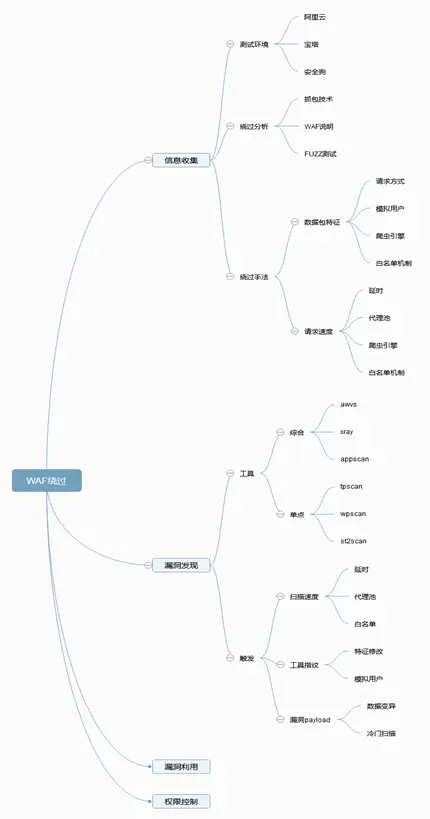 WAF绕过
信息收集
测试环境
阿里云
宝塔
安全狗
绕过分析
抓包技术
WAF说明
FUZZ测试
绕过手法
数据包特征
请求方式
模拟用户
爬虫引擎
白名单机制
请求速度
延时
代理池
爬虫引擎
白名单机制
漏洞发现
工具
综合
awvs
xray
appscan
单点
tpscan
wpscan
st2scan
触发
扫描速度
延时
代理池
白名单
工具指纹
特征修改
模拟用户
漏洞payload
数据变异
冷门扫描
漏洞利用
权限控制